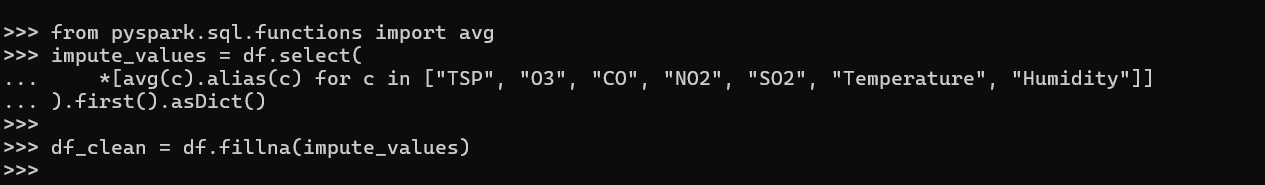 >>> from pyspark.sql.functions import avg
>>> impute_values = df.select(
...     *[avg(c).alias(c) for c in ["TSP", "O3", "CO", "NO2", "SO2", "Temperature", "Humidity"]]
... ).first().asDict()
>>>
>>> df_clean = df.fillna(impute_values)
>>>